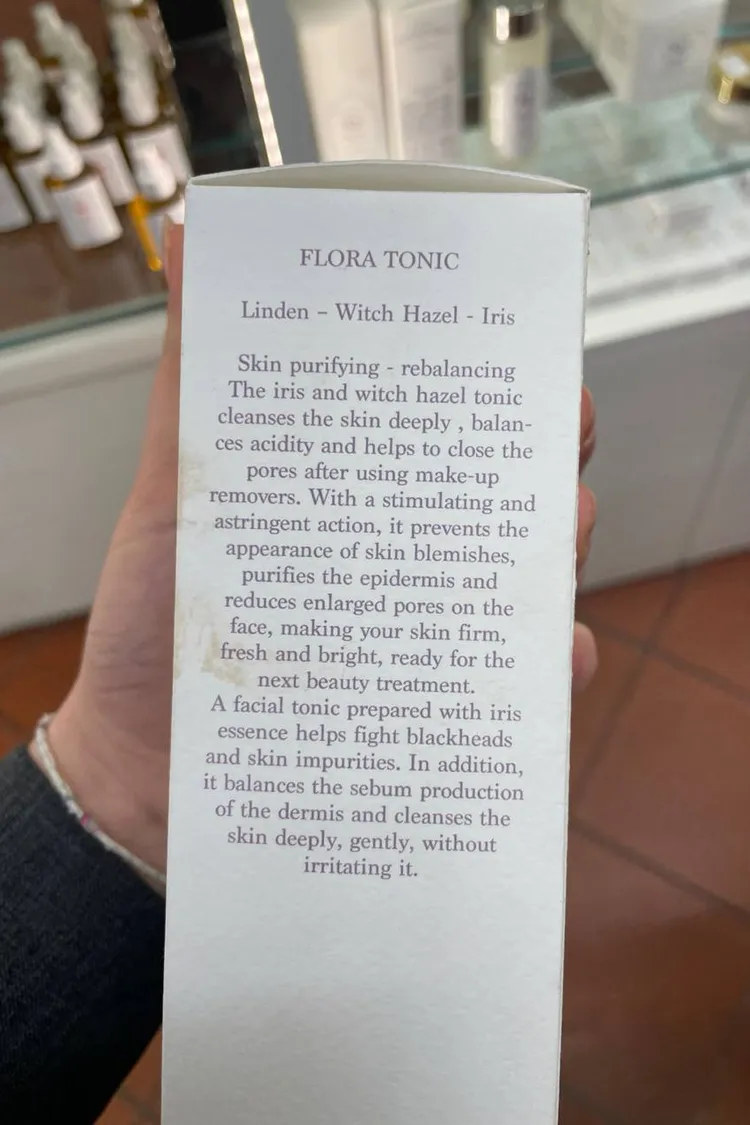 FLORA TONIC
Linden – Witch Hazel - Iris
Skin purifying - rebalancing
The iris and witch hazel tonic
cleanses the skin deeply , balan-
ces acidity and helps to close the
pores after using make-up
removers. With a stimulating and
astringent action, it prevents the
appearance of skin blemishes,
purifies the epidermis and
reduces enlarged pores on the
face, making your skin firm,
fresh and bright, ready for the
next beauty treatment.
A facial tonic prepared with iris
essence helps fight blackheads
and skin impurities. In addition,
it balances the sebum production
of the dermis and cleanses the
skin deeply, gently, without
irritating it.